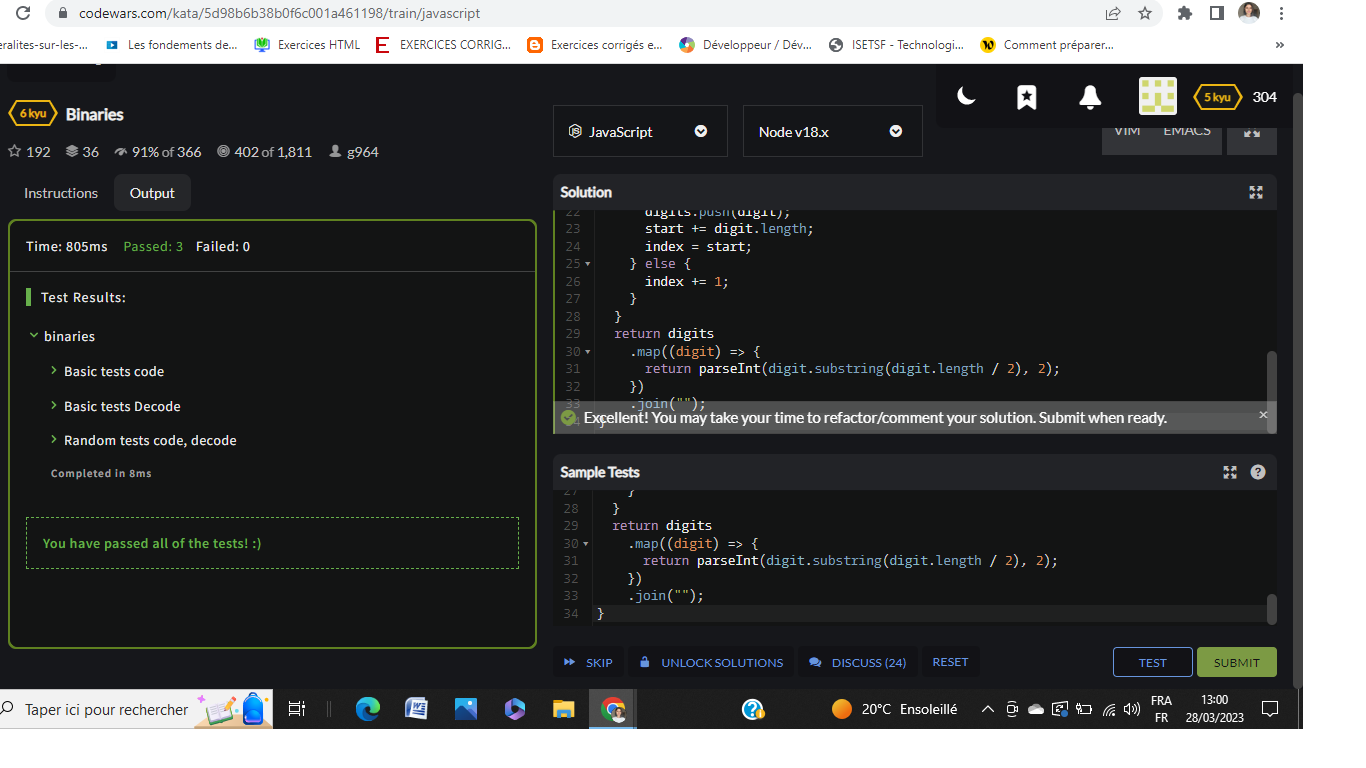 codewars.com/kata/5d98b6b38b0f6c001a461198/train/javascript
eralites-sur-les-... Les fondements de... Exercices HTML EXERCICES CORRIG... Exercices corrigés e... Développeur / Dév... ISETSF - Technologi... Comment préparer... »
6 kyu Binaries
5 kyu 304
JavaScript Node v18.x VIM EMACS
192 36 91% of 366 402 of 1,811 g964
Instructions Output
Time: 805ms Passed: 3 Failed: 0
Test Results:
binaries
Basic tests code
Basic tests Decode
Random tests code, decode
Completed in 8ms
You have passed all of the tests! :)
Solution
22 digits.push(digit);
23 start += digit.length;
24 index = start;
25 } else {
26 index += 1;
27 }
28 }
29 return digits
30 .map((digit) => {
31 return parseInt(digit.substring(digit.length / 2), 2);
32 })
33 .join("");
Excellent! You may take your time to refactor/comment your solution. Submit when ready.
Sample Tests
27 }
28 }
29 return digits
30 .map((digit) => {
31 return parseInt(digit.substring(digit.length / 2), 2);
32 })
33 .join("");
34 }
SKIP UNLOCK SOLUTIONS DISCUSS (24) RESET TEST SUBMIT
Taper ici pour rechercher
20°C Ensoleillé
FRA
FR
13:00
28/03/2023